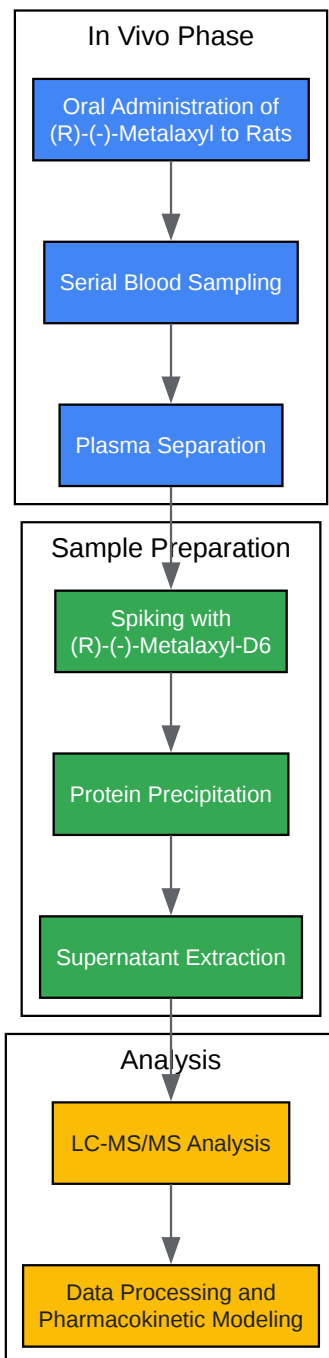 In Vivo Phase
Oral Administration of
(R)-(-)-Metalaxyl to Rats
Serial Blood Sampling
Plasma Separation
Sample Preparation
Spiking with
(R)-(-)-Metalaxyl-D6
Protein Precipitation
Supernatant Extraction
Analysis
LC-MS/MS Analysis
Data Processing and
Pharmacokinetic Modeling